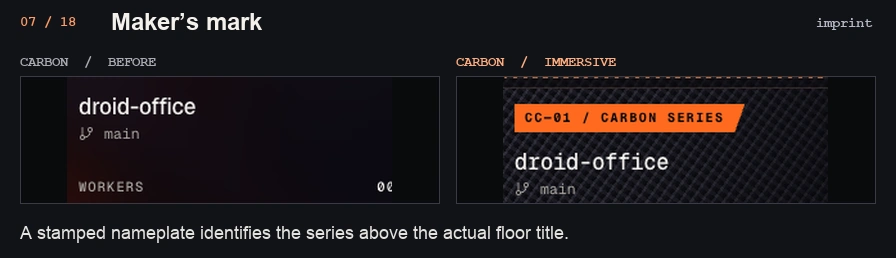 07 / 18 Maker's mark imprint
CARBON / BEFORE
droid-office
main
WORKERS 00
CARBON / IMMERSIVE
CC-01 / CARBON SERIES
droid-office
main
A stamped nameplate identifies the series above the actual floor title.